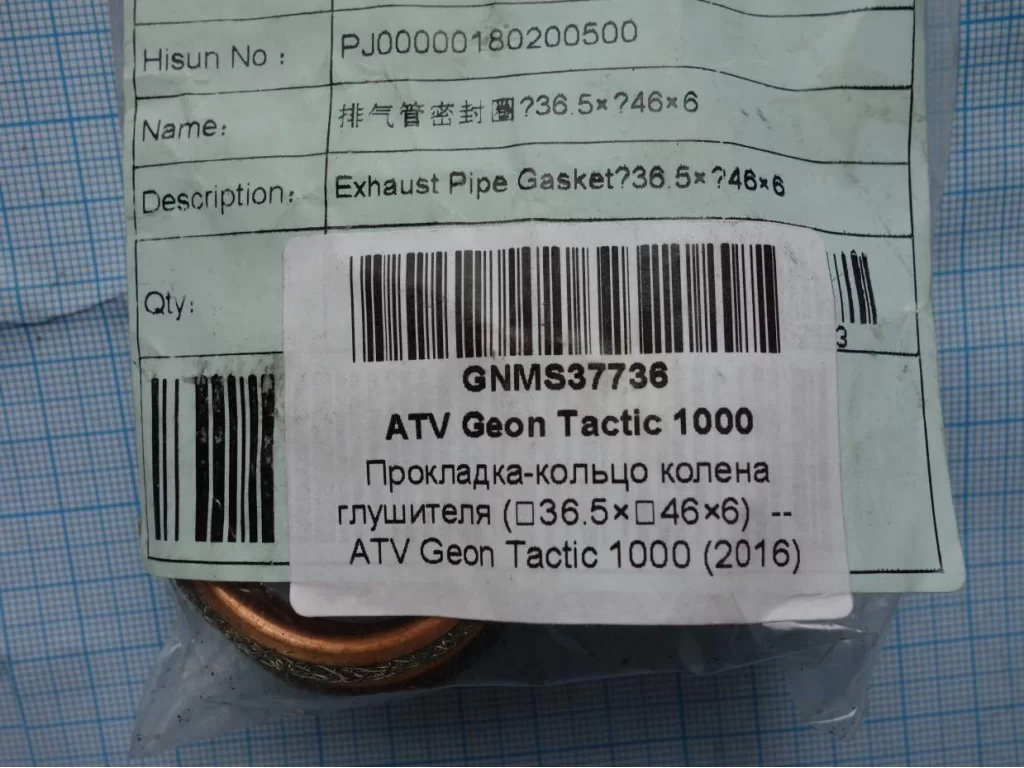 Hisun No :
PJ00000180200500
Name:
排气管密封圈?36.5×?46×6
Description:
Exhaust Pipe Gasket?36.5×?46×6
Qty:
3
GNMS37736
ATV Geon Tactic 1000
Прокладка-кольцо колена
глушителя (□36.5×□46×6) --
ATV Geon Tactic 1000 (2016)